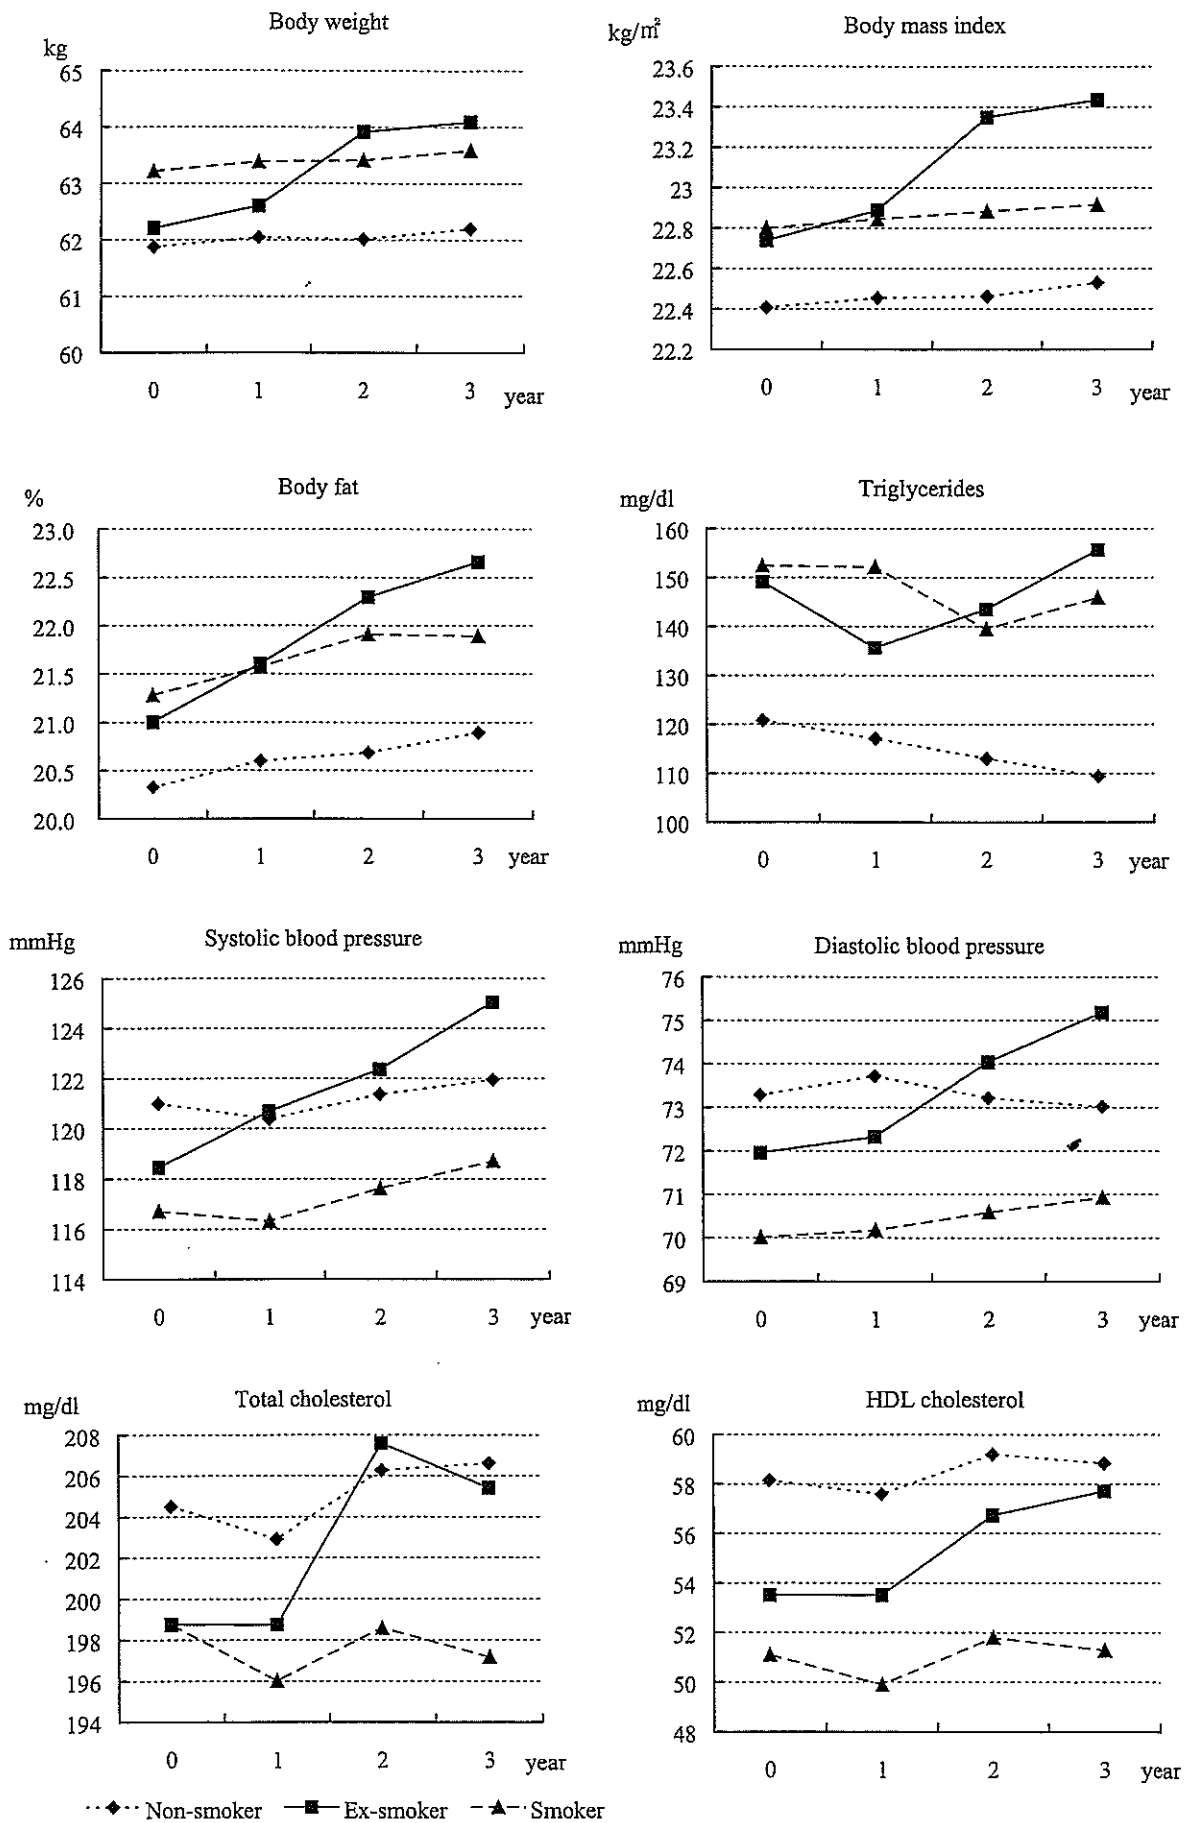 Body weight
kg
65
64
63
62
61
60
0 1 2 3 year
Body mass index
kg/m²
23.6
23.4
23.2
23
22.8
22.6
22.4
22.2
0 1 2 3 year
Body fat
%
23.0
22.5
22.0
21.5
21.0
20.5
20.0
0 1 2 3 year
Triglycerides
mg/dl
160
150
140
130
120
110
100
0 1 2 3 year
Systolic blood pressure
mmHg
126
124
122
120
118
116
114
0 1 2 3 year
Diastolic blood pressure
mmHg
76
75
74
73
72
71
70
69
0 1 2 3 year
Total cholesterol
mg/dl
208
206
204
202
200
198
196
194
0 1 2 3 year
HDL cholesterol
mg/dl
60
58
56
54
52
50
48
0 1 2 3 year
Non-smoker Ex-smoker Smoker